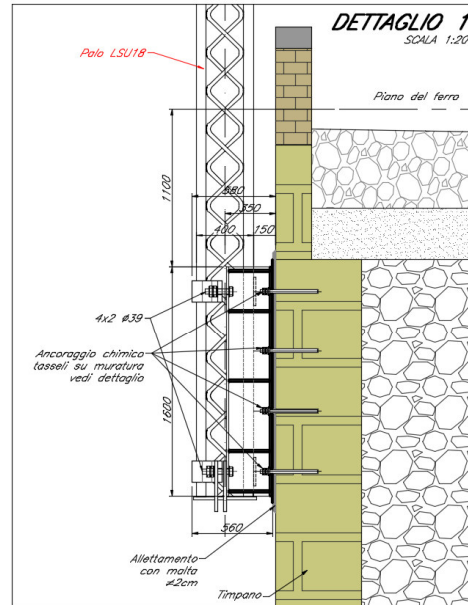 DETTAGLIO 1
SCALA 1:20
Palo LSU18
Piano del ferro
1100
580
350
400
150
4x2 Ø39
Ancoraggio chimico
tasselli su muratura
vedi dettaglio
1600
560
Allettamento
con malta
≠2cm
Timpano